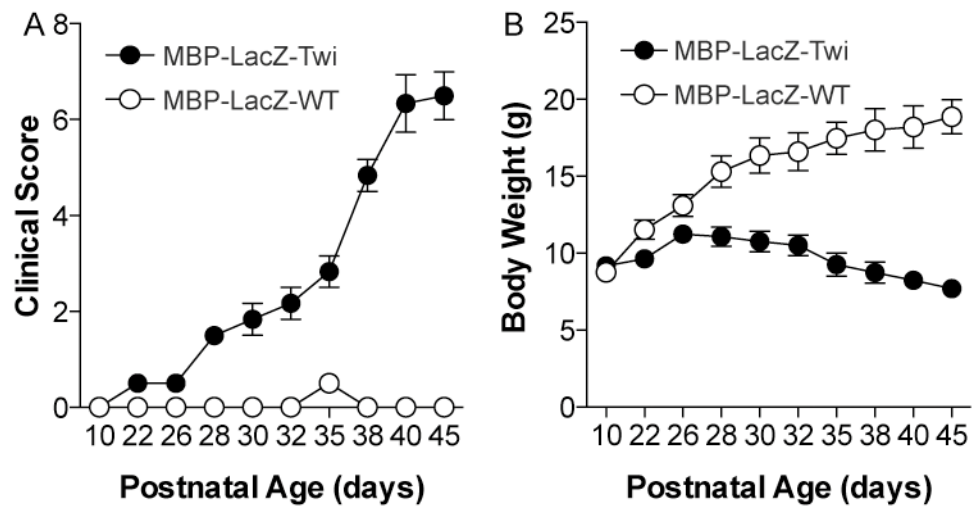 A
MBP-LacZ-Twi
MBP-LacZ-WT
Clinical Score
8
6
4
2
0
10 22 26 28 30 32 35 38 40 45
Postnatal Age (days)
B
MBP-LacZ-Twi
MBP-LacZ-WT
Body Weight (g)
25
20
15
10
5
0
10 22 26 28 30 32 35 38 40 45
Postnatal Age (days)